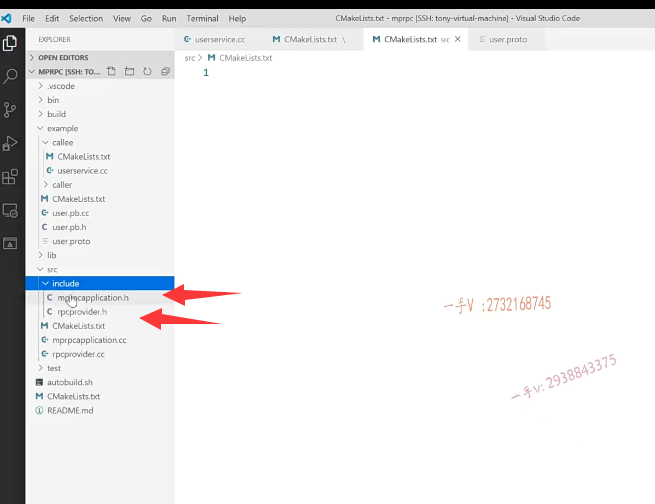 File Edit Selection View Go Run Terminal Help CMakeLists.txt - mprpc [SSH: tony-virtual-machine] - Visual Studio Code
EXPLORER
userservice.cc CMakeLists.txt .\ CMakeLists.txt src user.proto
OPEN EDITORS
src > CMakeLists.txt
MPRPC [SSH: TO...
1
.vscode
bin
build
example
callee
CMakeLists.txt
userservice.cc
caller
CMakeLists.txt
user.pb.cc
user.pb.h
user.proto
lib
src
include
mprpcapplication.h
rpcprovider.h
CMakeLists.txt
mprpcapplication.cc
rpcprovider.cc
test
autobuild.sh
CMakeLists.txt
README.md
一手V :2732168745
一手v: 2938843375